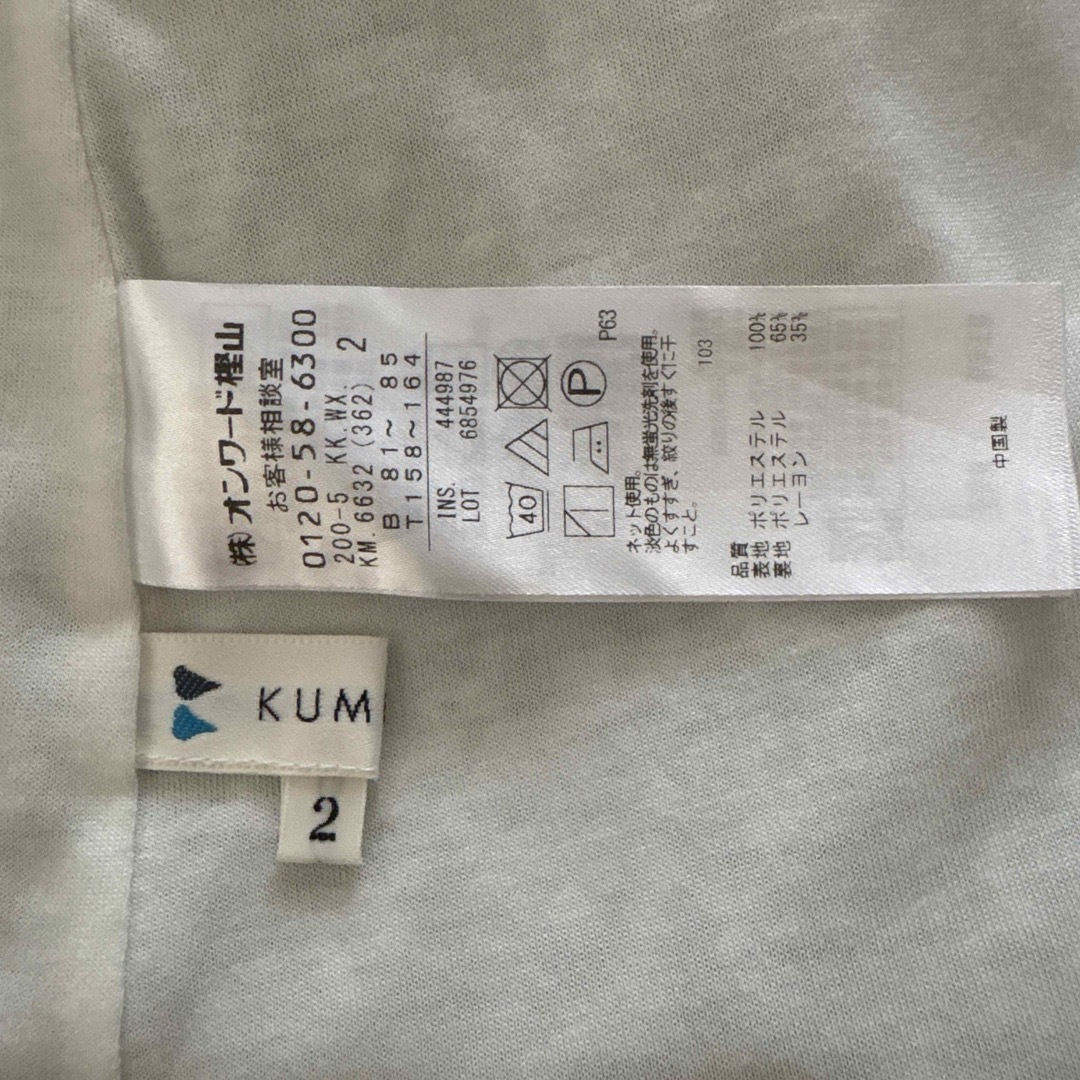 (株)オンワード樫山
お客様相談室
0120-58-6300
200-5 KK.WX.
KM.6632(362) 2
B 81～85
T158～164
INS. 444987
LOT 6854976
40
P
P63
ネット使用。
淡色のものは無蛍光洗剤を使用。
よくすすぎ、絞りの後すぐに干
すこと。
103
品質
表地 ポリエステル 100%
裏地 ポリエステル 65%
レーヨン 35%
中国製
KUM
2